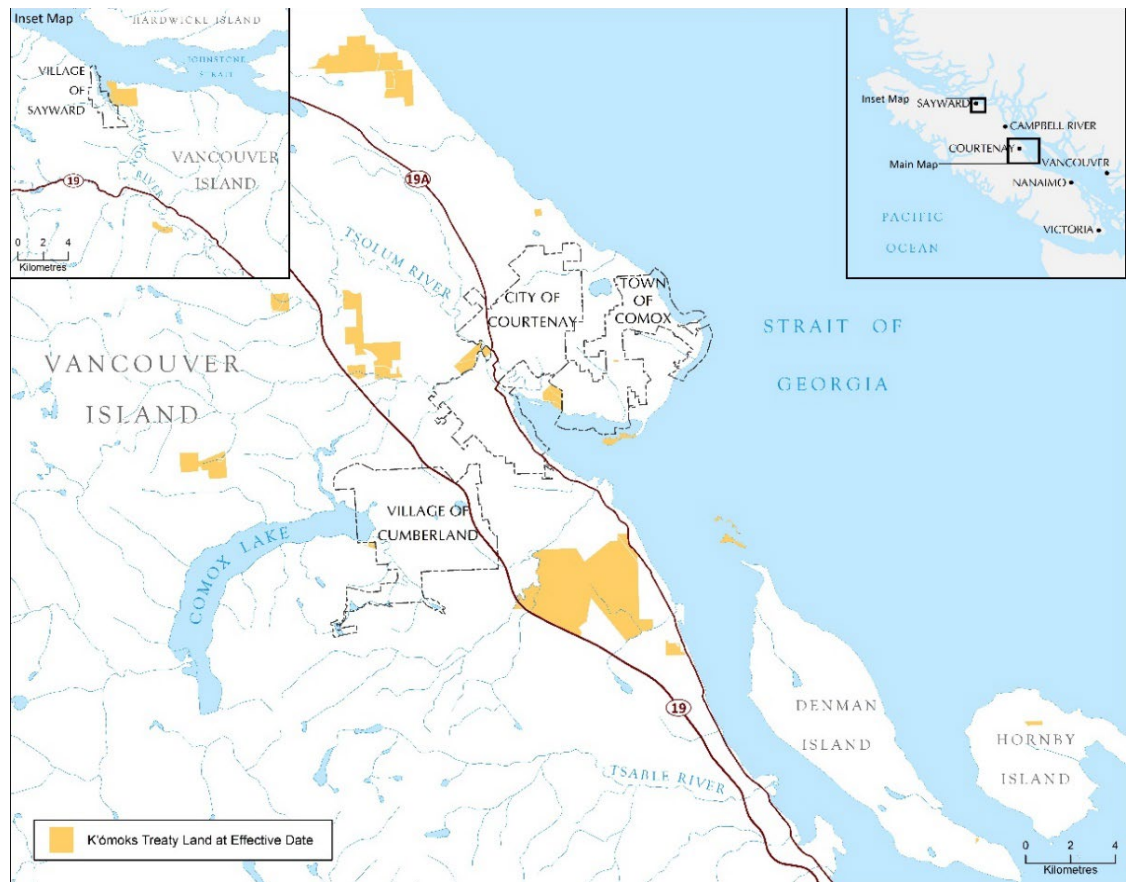 Inset Map
HARDWICKE ISLAND
JOHNSTONE
STRAIT
VILLAGE
OF
SAYWARD
VANCOUVER
ISLAND
RIVER
19
0 2 4
Kilometres
Inset Map
SAYWARD
CAMPBELL RIVER
COURTENAY
Main Map
VANCOUVER
NANAIMO
PACIFIC
OCEAN
VICTORIA
19A
TSOLUM RIVER
CITY OF
COURTENAY
TOWN
OF
COMOX
STRAIT OF
GEORGIA
VANCOUVER
ISLAND
VILLAGE OF
CUMBERLAND
COMOX LAKE
19
DENMAN
ISLAND
HORNBY
ISLAND
TSABLE RIVER
K'ómoks Treaty Land at Effective Date
0 2 4
Kilometres